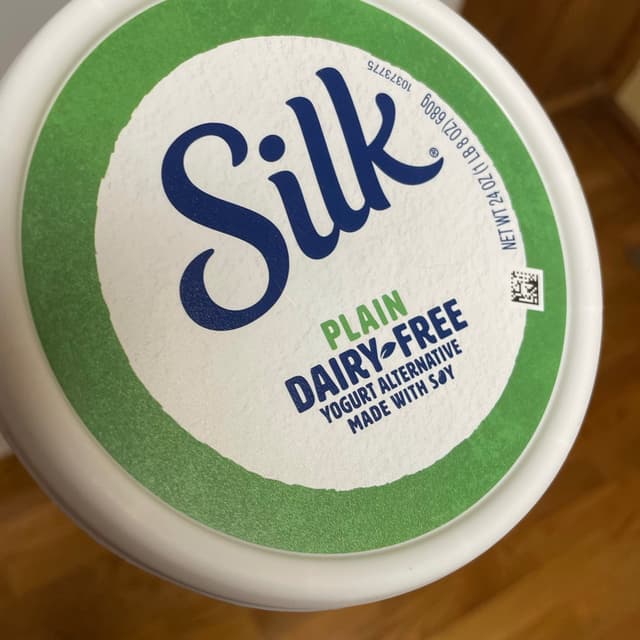 10373775
Silk®
NET WT 24 OZ (1 LB 8 OZ) 680g
PLAIN
DAIRY-FREE
YOGURT ALTERNATIVE
MADE WITH SOY